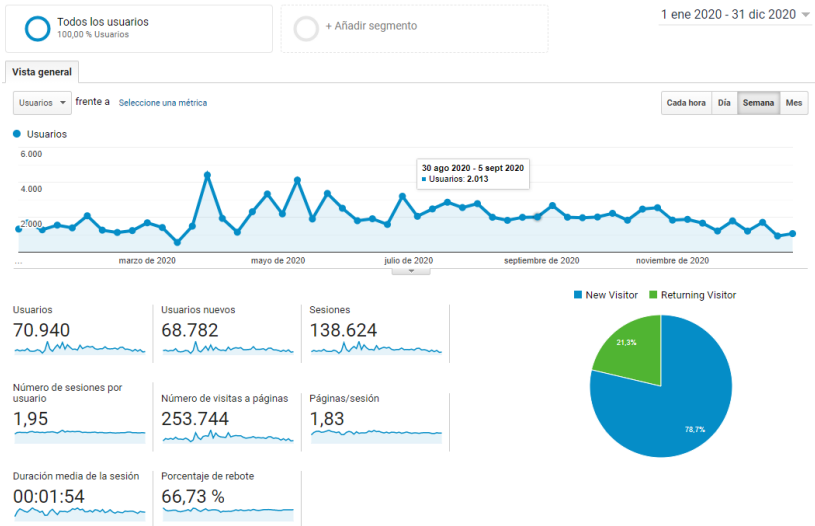 Todos los usuarios
100,00 % Usuarios
+ Añadir segmento
1 ene 2020 - 31 dic 2020
Vista general
Usuarios
frente a
Seleccione una métrica
Cada hora
Día
Semana
Mes
Usuarios
6.000
4.000
2.000
30 ago 2020 - 5 sept 2020
Usuarios: 2.013
...
marzo de 2020
mayo de 2020
julio de 2020
septiembre de 2020
noviembre de 2020
New Visitor
Returning Visitor
Usuarios
70.940
Usuarios nuevos
68.782
Sesiones
138.624
Número de sesiones por
usuario
1,95
Número de visitas a páginas
253.744
Páginas/sesión
1,83
Duración media de la sesión
00:01:54
Porcentaje de rebote
66,73 %
21,3%
78,7%